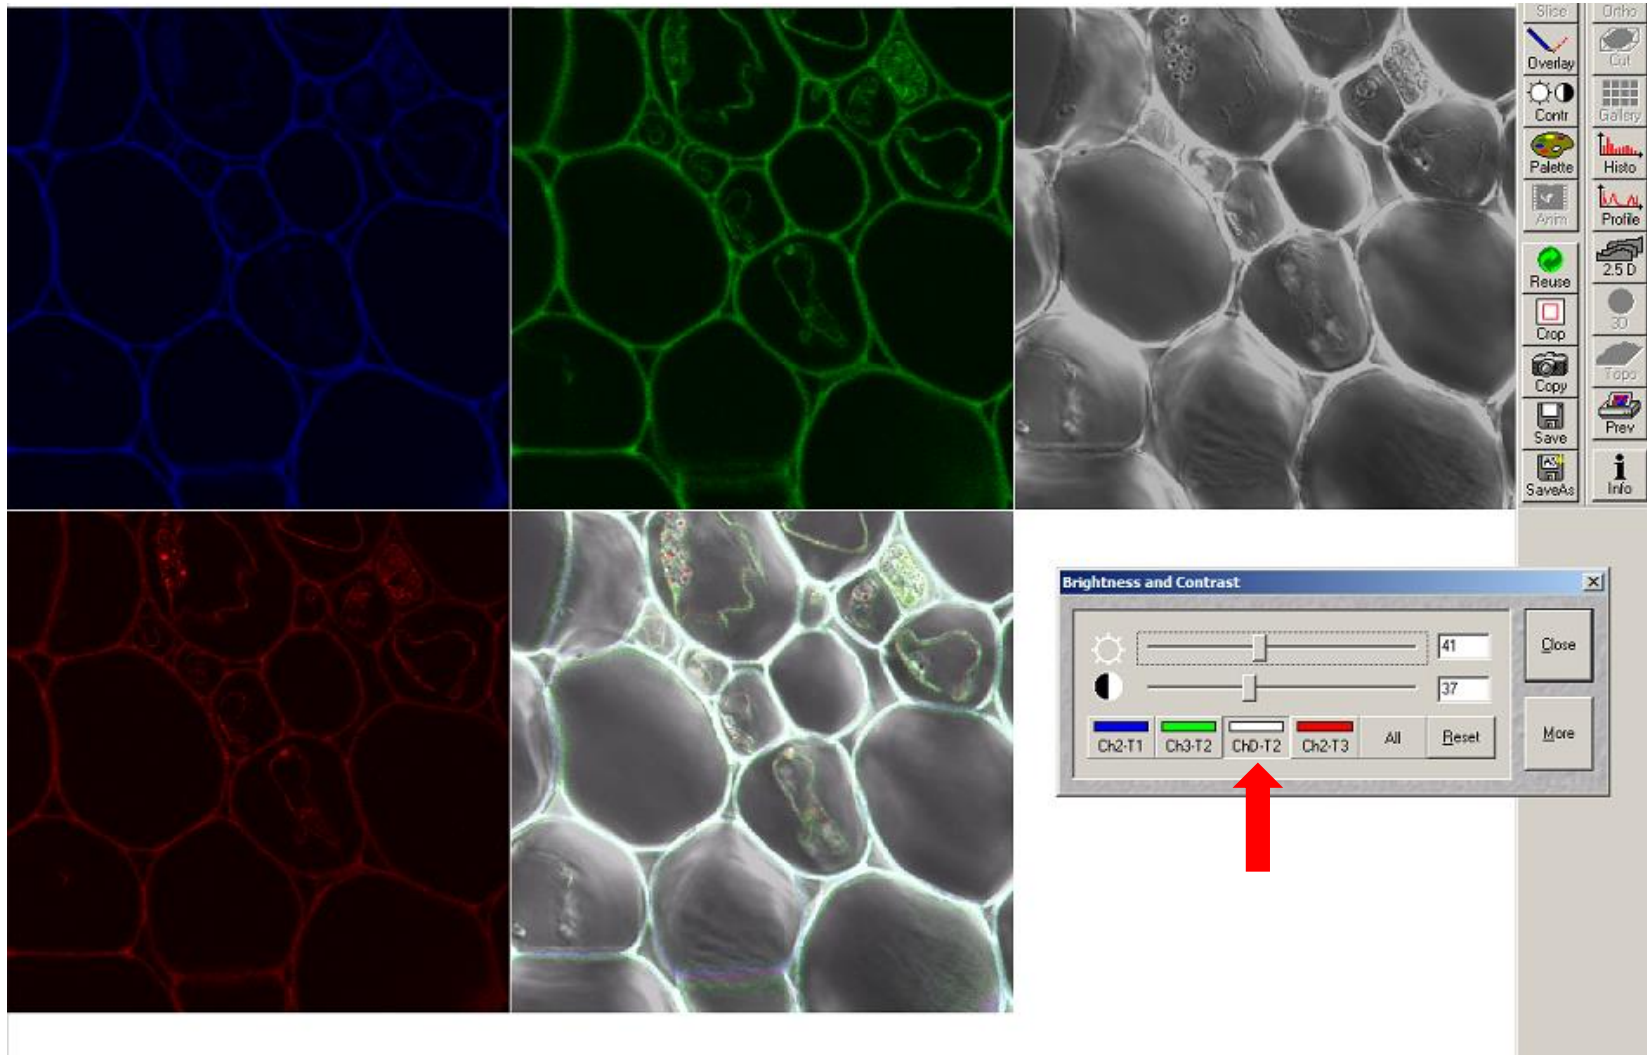 Slice Ortho
Overlay Cut
Contr Gallery
Palette Histo
Anim Profile
Reuse 2.5 D
Crop 3D
Copy Topo
Save Prev
SaveAs Info
Brightness and Contrast
41
Close
37
Ch2-T1 Ch3-T2 ChD-T2 Ch2-T3 All Reset
More